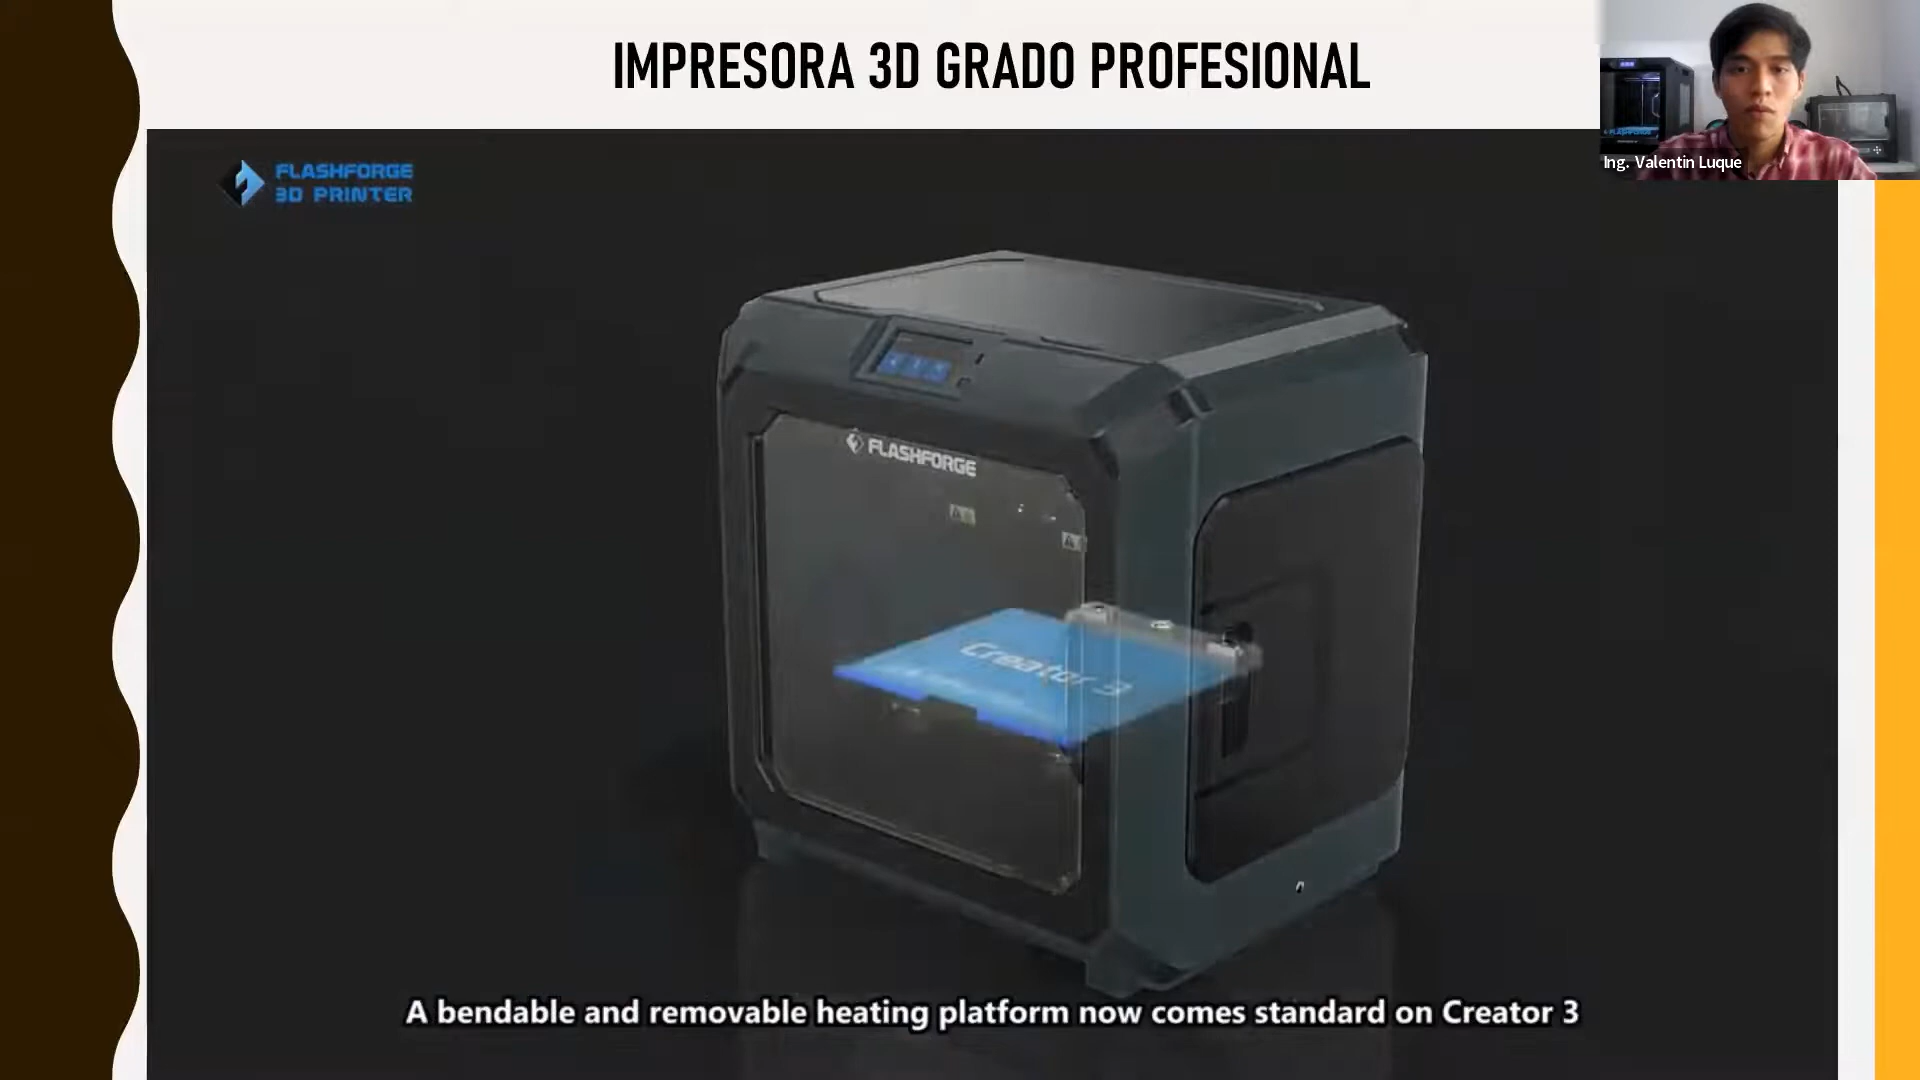 IMPRESORA 3D GRADO PROFESIONAL
FLASHFORGE
3D PRINTER
FLASHFORGE
Ing. Valentin Luque
FLASHFORGE
Creator 3
A bendable and removable heating platform now comes standard on Creator 3